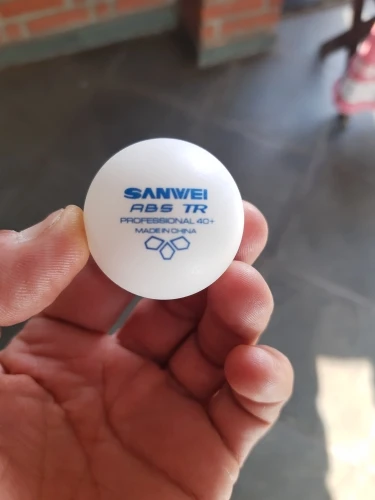 SANWEI
ABS TR
PROFESSIONAL 40+
MADE IN CHINA